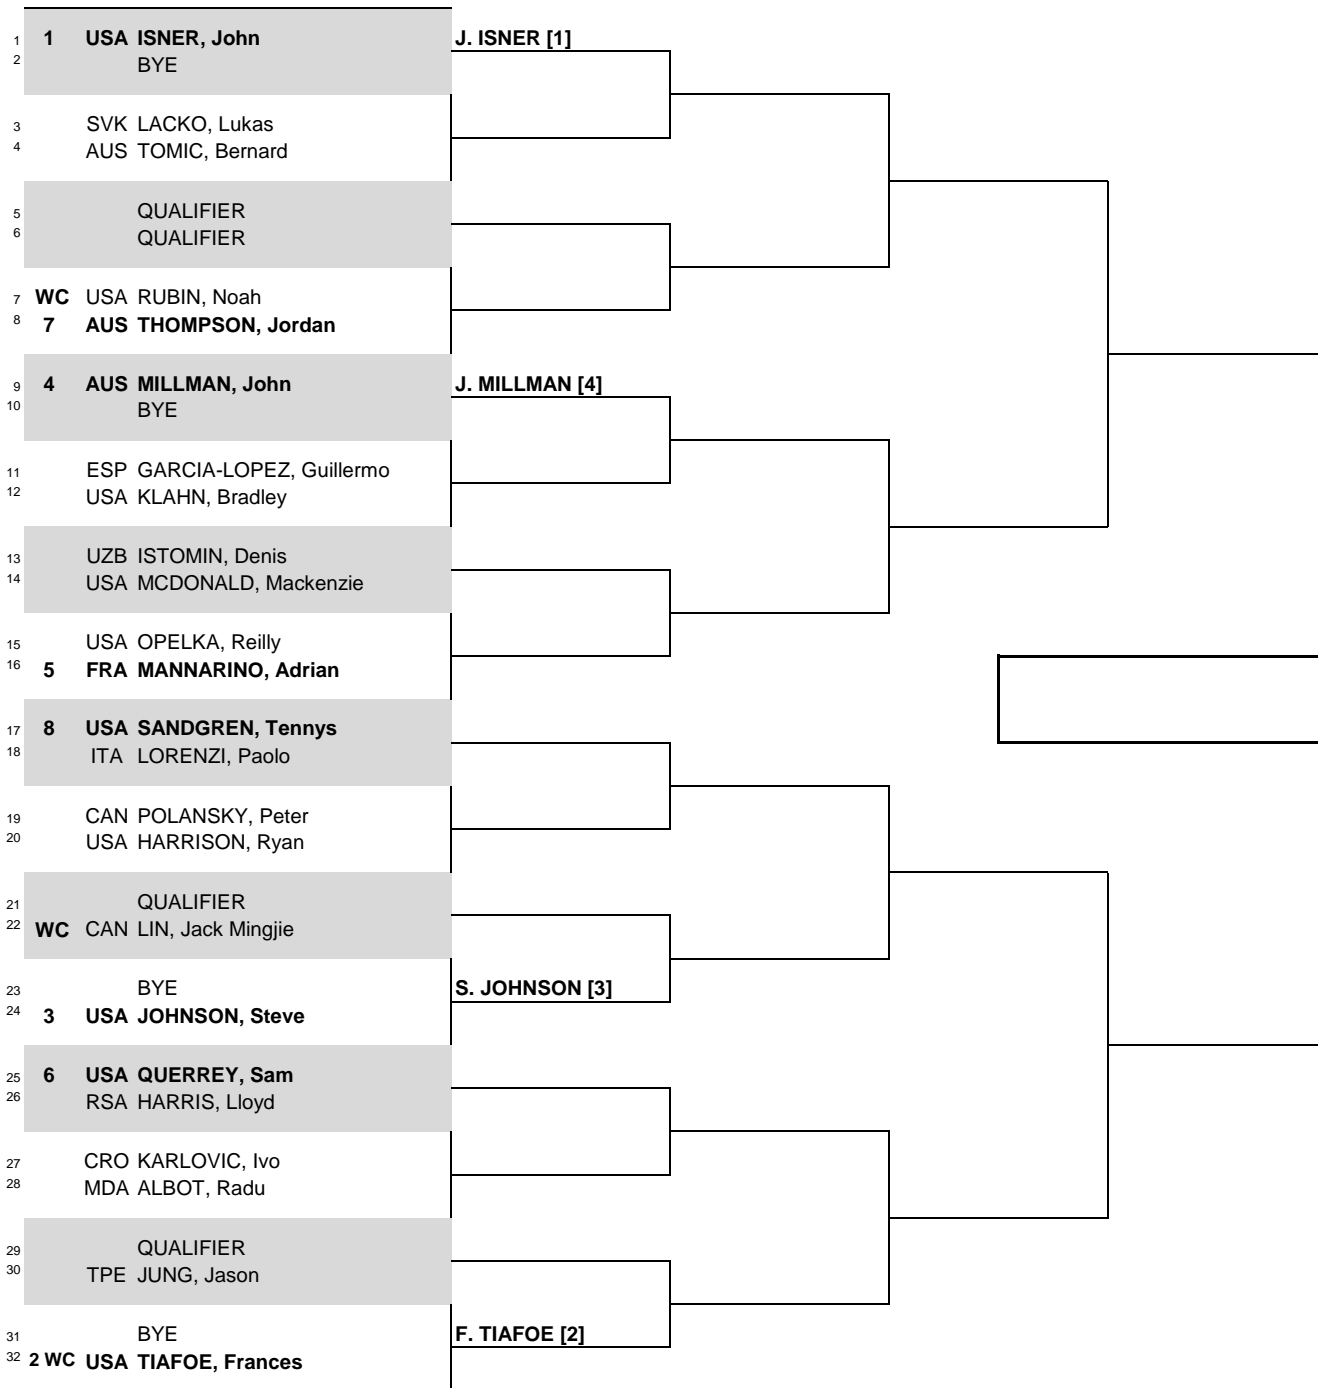 1 1 USA ISNER, John J. ISNER [1]
2 BYE
3 SVK LACKO, Lukas
4 AUS TOMIC, Bernard
5 QUALIFIER
6 QUALIFIER
7 WC USA RUBIN, Noah
8 7 AUS THOMPSON, Jordan
9 4 AUS MILLMAN, John J. MILLMAN [4]
10 BYE
11 ESP GARCIA-LOPEZ, Guillermo
12 USA KLAHN, Bradley
13 UZB ISTOMIN, Denis
14 USA MCDONALD, Mackenzie
15 USA OPELKA, Reilly
16 5 FRA MANNARINO, Adrian
17 8 USA SANDGREN, Tennys
18 ITA LORENZI, Paolo
19 CAN POLANSKY, Peter
20 USA HARRISON, Ryan
21 QUALIFIER
22 WC CAN LIN, Jack Mingjie
23 BYE S. JOHNSON [3]
24 3 USA JOHNSON, Steve
25 6 USA QUERREY, Sam
26 RSA HARRIS, Lloyd
27 CRO KARLOVIC, Ivo
28 MDA ALBOT, Radu
29 QUALIFIER
30 TPE JUNG, Jason
31 BYE F. TIAFOE [2]
32 2 WC USA TIAFOE, Frances